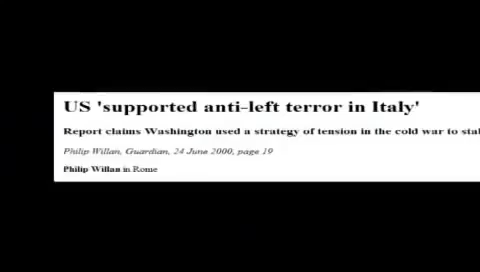 US 'supported anti-left terror in Italy'
Report claims Washington used a strategy of tension in the cold war to
Philip Willan, Guardian, 24 June 2000, page 19
Philip Willan in Rome